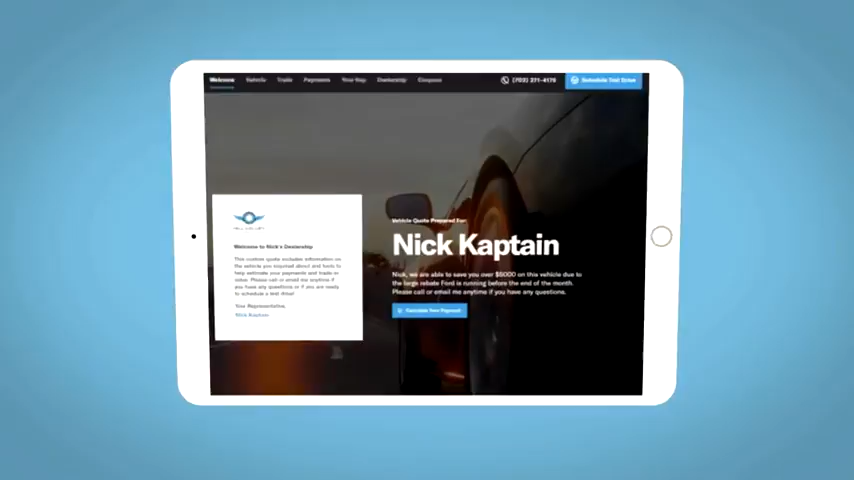 Welcome Vehicle Trade Payments Your Rep Dealership Coupons (703) 271-4176 Schedule Test Drive
Welcome to Nick's Dealership
This custom quote includes information on
the vehicle you inquired about and tools to
help estimate your payments and trade-in
value. Please call or email me anytime if
you have any questions or if you are ready
to schedule a test drive!
Your Representative,
Nick Kaptain
Vehicle Quote Prepared For:
Nick Kaptain
Nick, we are able to save you over $5000 on this vehicle due to
the large rebate Ford is running before the end of the month.
Please call or email me anytime if you have any questions.
Calculate Your Payment